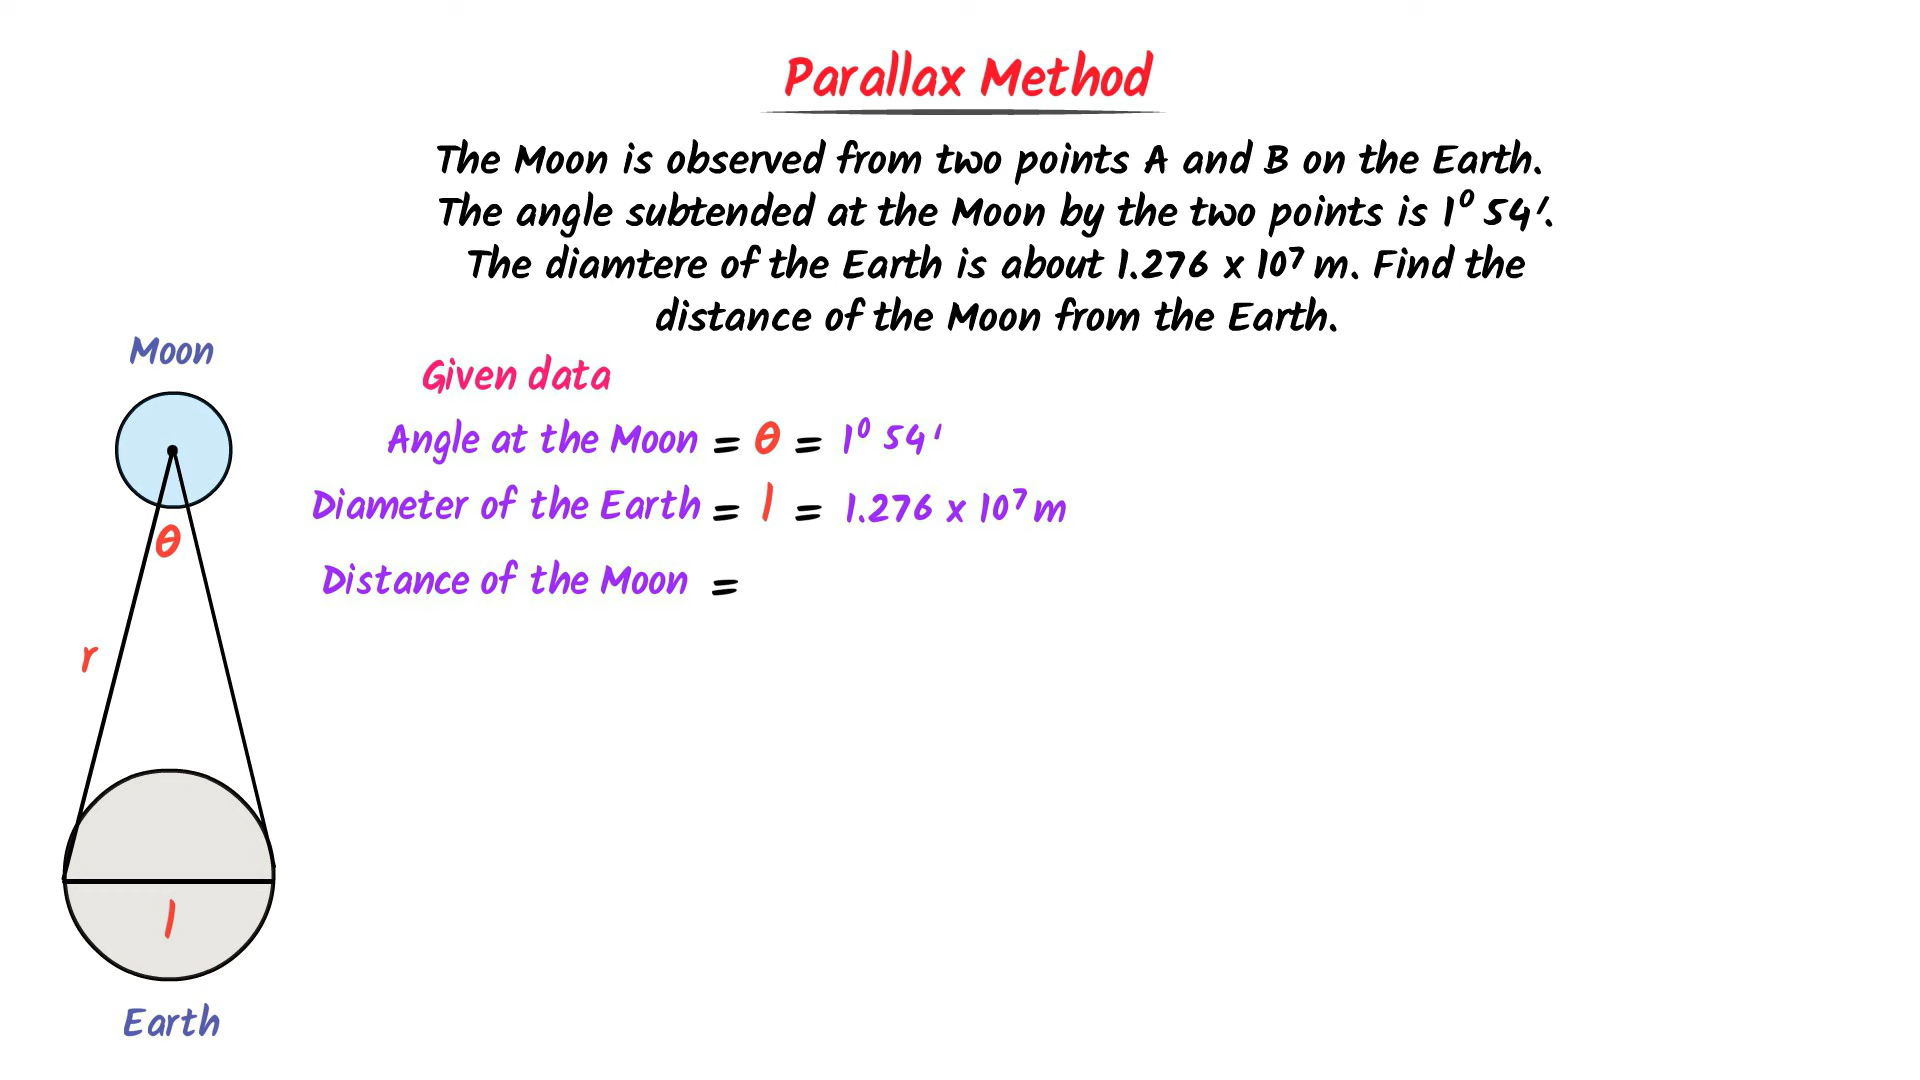 Parallax Method
The Moon is observed from two points A and B on the Earth.
The angle subtended at the Moon by the two points is 1⁰ 54′.
The diamtere of the Earth is about 1.276 x 10⁷ m. Find the
distance of the Moon from the Earth.
Moon
Given data
Angle at the Moon = θ = 1⁰ 54′
Diameter of the Earth = l = 1.276 x 10⁷ m
θ
Distance of the Moon =
r
l
Earth